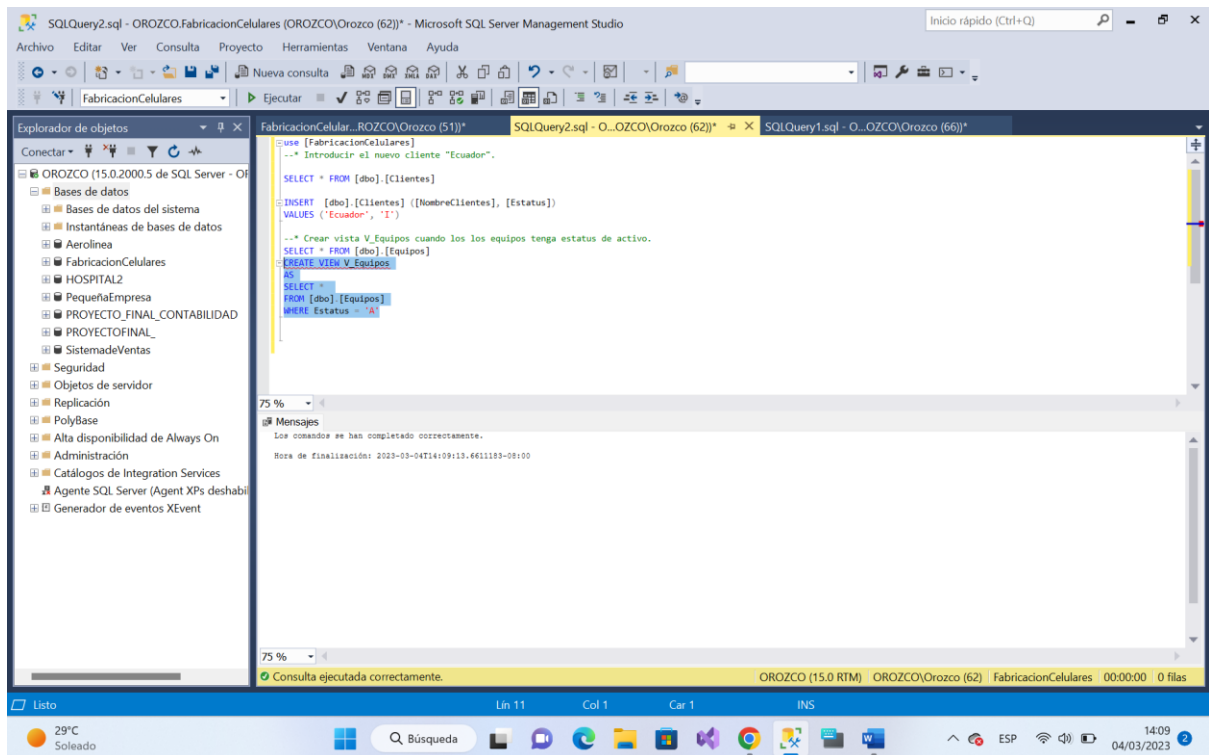 SQLQuery2.sql - OROZCO.FabricacionCelulares (OROZCO\Orozco (62))* - Microsoft SQL Server Management Studio
Inicio rápido (Ctrl+Q)
Archivo Editar Ver Consulta Proyecto Herramientas Ventana Ayuda
Nueva consulta
FabricacionCelulares
Ejecutar
Explorador de objetos
Conectar
OROZCO (15.0.2000.5 de SQL Server - OR
Bases de datos
Bases de datos del sistema
Instantáneas de bases de datos
Aerolinea
FabricacionCelulares
HOSPITAL2
PequeñaEmpresa
PROYECTO_FINAL_CONTABILIDAD
PROYECTOFINAL_
SistemadeVentas
Seguridad
Objetos de servidor
Replicación
PolyBase
Alta disponibilidad de Always On
Administración
Catálogos de Integration Services
Agente SQL Server (Agent XPs deshabil
Generador de eventos XEvent
FabricacionCelular...ROZCO\Orozco (51))*
SQLQuery2.sql - O...OZCO\Orozco (62))*
SQLQuery1.sql - O...OZCO\Orozco (66))*
use [FabricacionCelulares]
--* Introducir el nuevo cliente "Ecuador".
SELECT * FROM [dbo].[Clientes]
INSERT [dbo].[Clientes] ([NombreClientes], [Estatus])
VALUES ('Ecuador', 'I')
--* Crear vista V_Equipos cuando los los equipos tenga estatus de activo.
SELECT * FROM [dbo].[Equipos]
CREATE VIEW V_Equipos
AS
SELECT *
FROM [dbo].[Equipos]
WHERE Estatus = 'A'
75 %
Mensajes
Los comandos se han completado correctamente.
Hora de finalización: 2023-03-04T14:09:13.6611183-08:00
75 %
Consulta ejecutada correctamente.
OROZCO (15.0 RTM) OROZCO\Orozco (62) FabricacionCelulares 00:00:00 0 filas
Listo
Lín 11 Col 1 Car 1 INS
29°C
Soleado
Búsqueda
ESP
14:09
04/03/2023
2